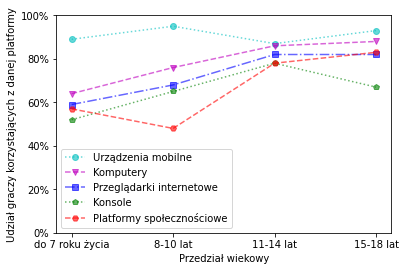 100%
80%
60%
40%
20%
0%
Udział graczy korzystających z danej platformy
Urządzenia mobilne
Komputery
Przeglądarki internetowe
Konsole
Platformy społecznościowe
do 7 roku życia
8-10 lat
11-14 lat
15-18 lat
Przedział wiekowy